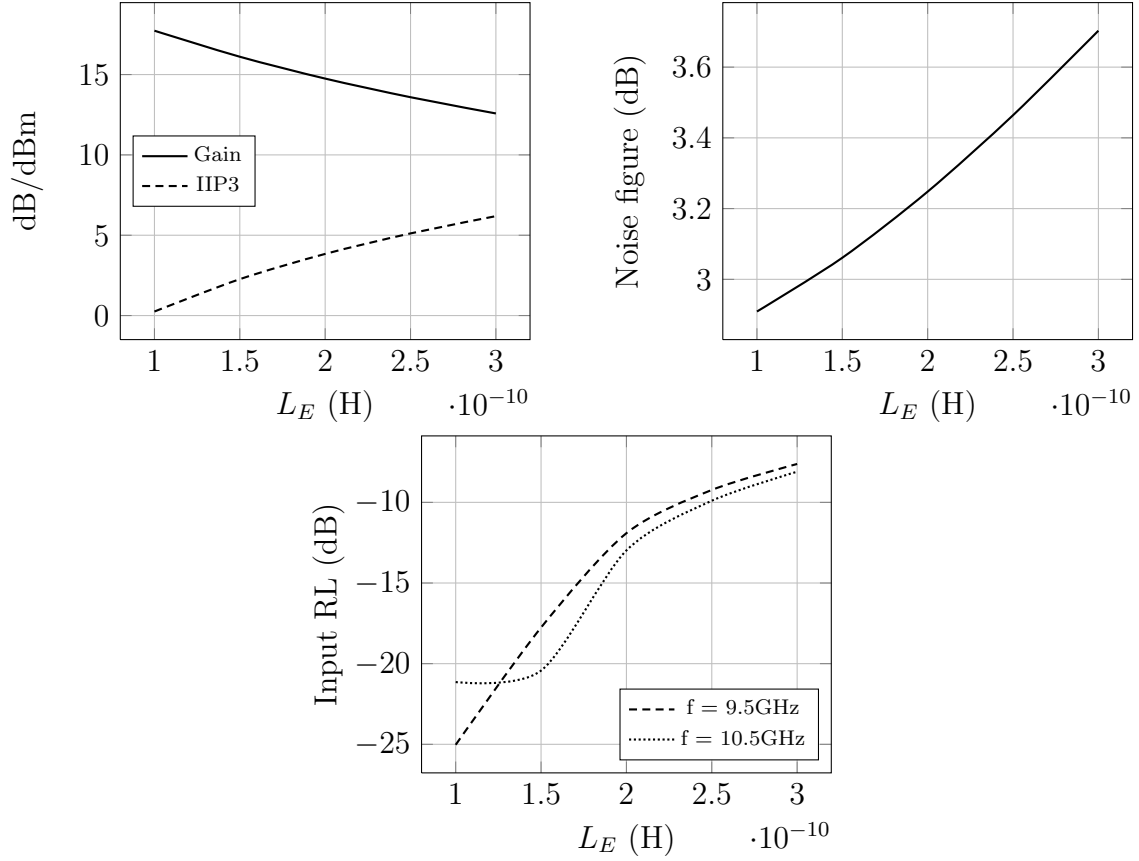 dB/dBm
15
10
5
0
Gain
IIP3
1 1.5 2 2.5 3
L_E (H) ·10^−10
Noise figure (dB)
3.6
3.4
3.2
3
1 1.5 2 2.5 3
L_E (H) ·10^−10
Input RL (dB)
−10
−15
−20
−25
f = 9.5GHz
f = 10.5GHz
1 1.5 2 2.5 3
L_E (H) ·10^−10